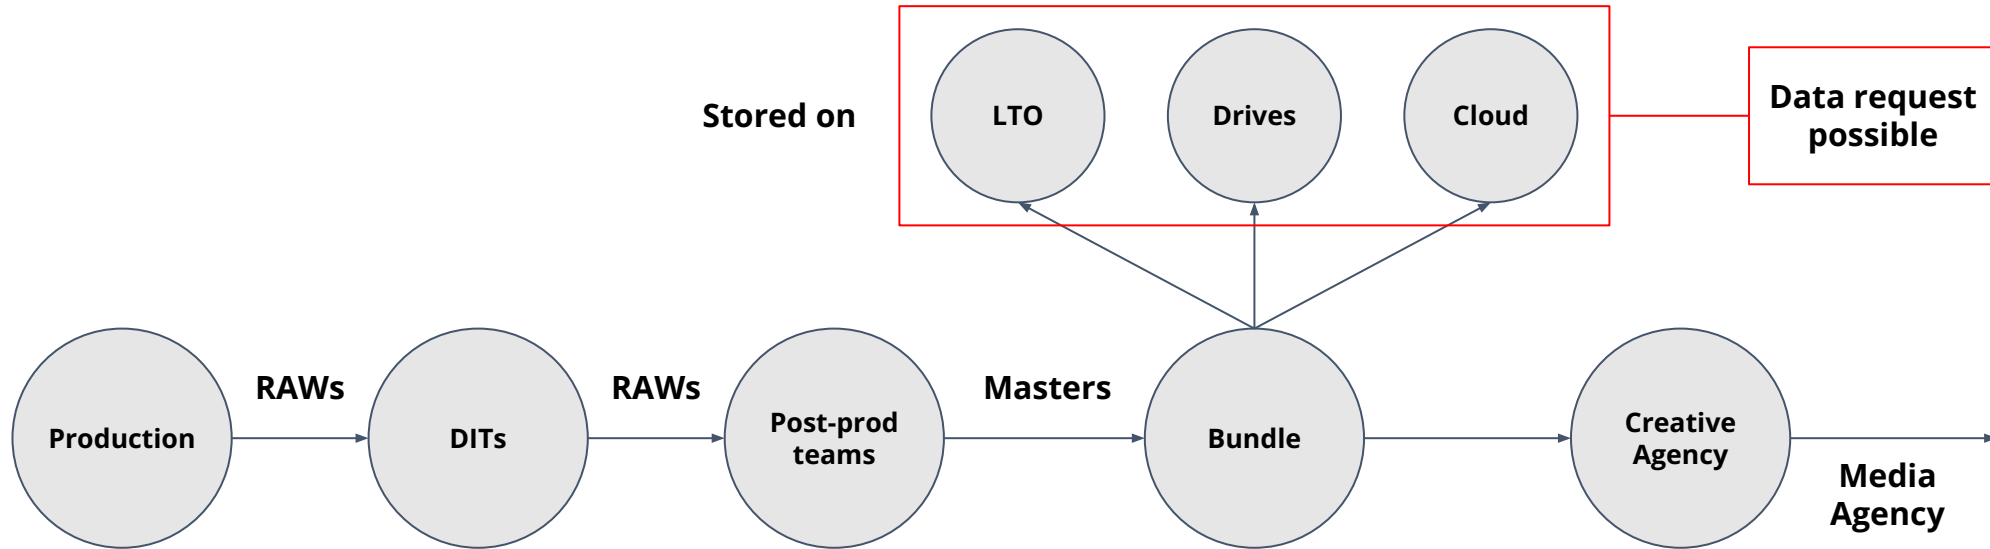 Stored on
LTO
Drives
Cloud
Data request
possible
Production
RAWs
DITs
RAWs
Post-prod
teams
Masters
Bundle
Creative
Agency
Media
Agency